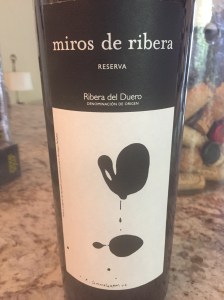 miros de ribera
RESERVA
Ribera del Duero
DENOMINACIÓN DE ORIGEN